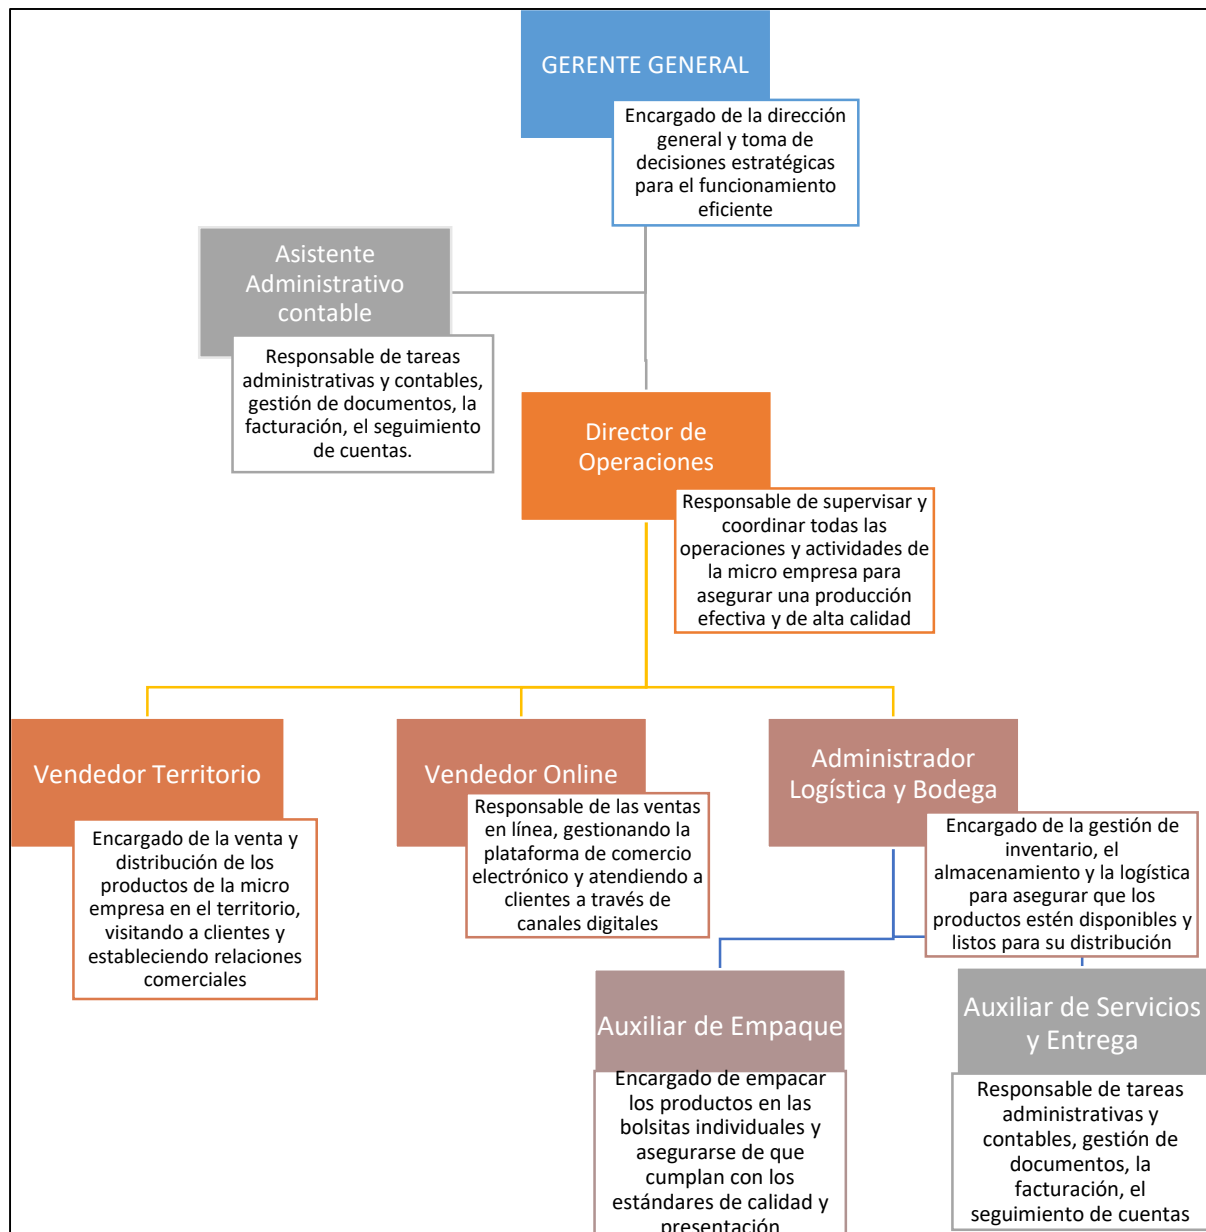 GERENTE GENERAL
Encargado de la dirección
general y toma de
decisiones estratégicas
para el funcionamiento
eficiente
Asistente
Administrativo
contable
Responsable de tareas
administrativas y contables,
gestión de documentos, la
facturación, el seguimiento
de cuentas.
Director de
Operaciones
Responsable de supervisar y
coordinar todas las
operaciones y actividades de
la micro empresa para
asegurar una producción
efectiva y de alta calidad
Vendedor Territorio
Encargado de la venta y
distribución de los
productos de la micro
empresa en el territorio,
visitando a clientes y
estableciendo relaciones
comerciales
Vendedor Online
Responsable de las ventas
en línea, gestionando la
plataforma de comercio
electrónico y atendiendo a
clientes a través de
canales digitales
Administrador
Logística y Bodega
Encargado de la gestión de
inventario, el
almacenamiento y la logística
para asegurar que los
productos estén disponibles y
listos para su distribución
Auxiliar de Empaque
Encargado de empacar
los productos en las
bolsitas individuales y
asegurarse de que
cumplan con los
estándares de calidad y
presentación
Auxiliar de Servicios
y Entrega
Responsable de tareas
administrativas y
contables, gestión de
documentos, la
facturación, el
seguimiento de cuentas